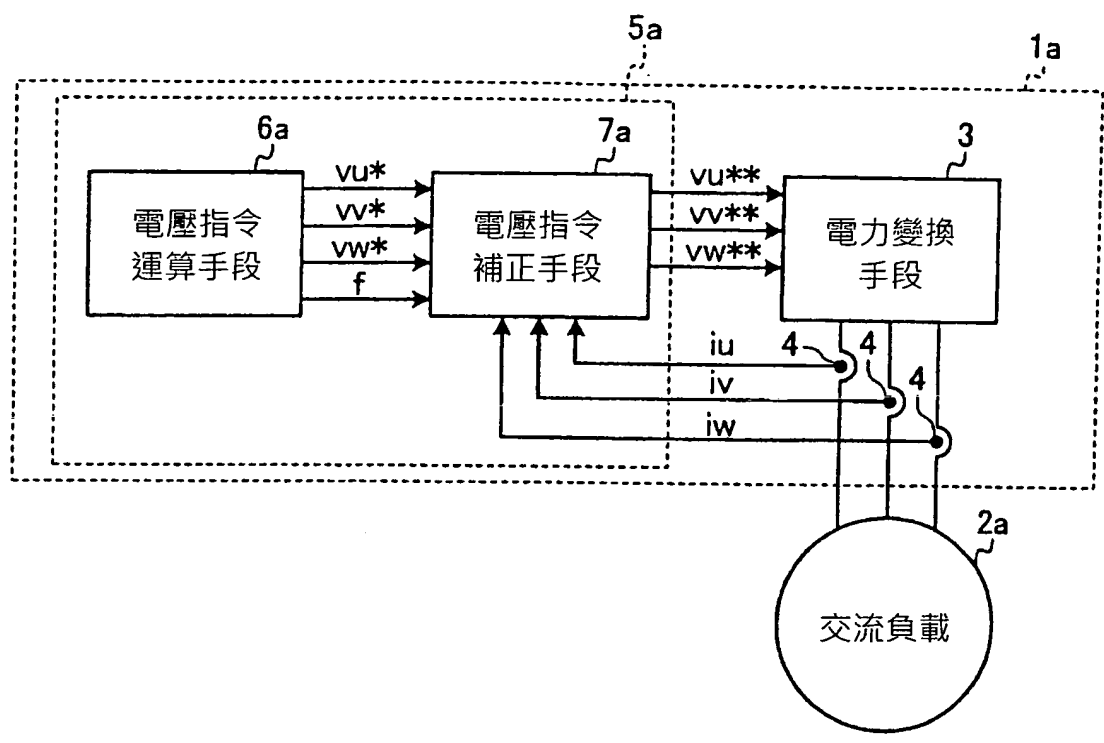 5a
1a
6a
7a
3
電壓指令
運算手段
vu*
vv*
vw*
f
電壓指令
補正手段
vu**
vv**
vw**
電力變換
手段
iu
iv
iw
4
4
4
2a
交流負載